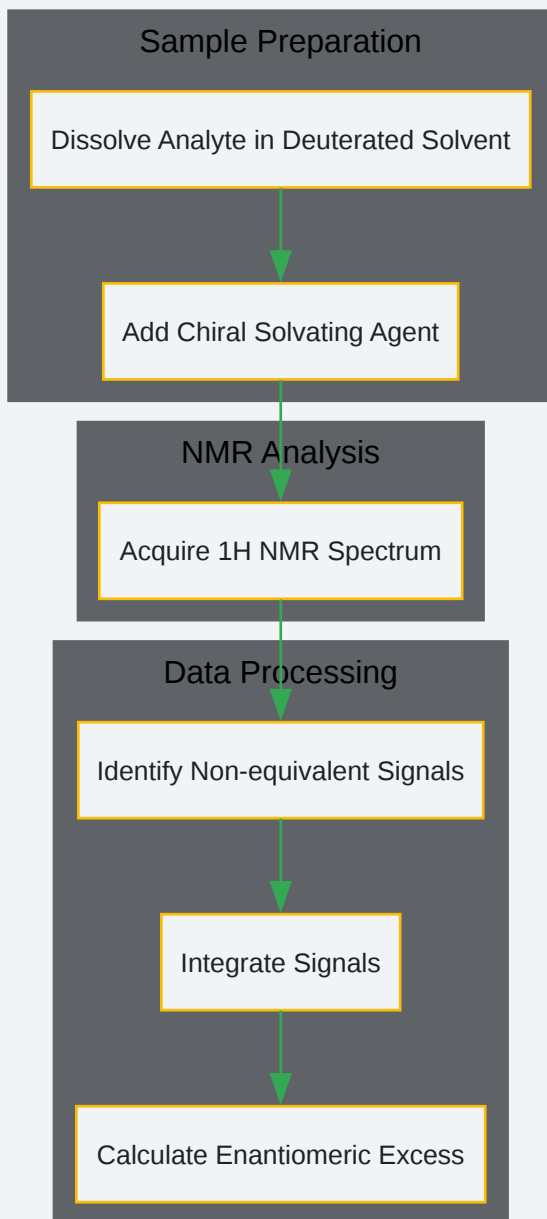 Sample Preparation
Dissolve Analyte in Deuterated Solvent
Add Chiral Solvating Agent
NMR Analysis
Acquire 1H NMR Spectrum
Data Processing
Identify Non-equivalent Signals
Integrate Signals
Calculate Enantiomeric Excess